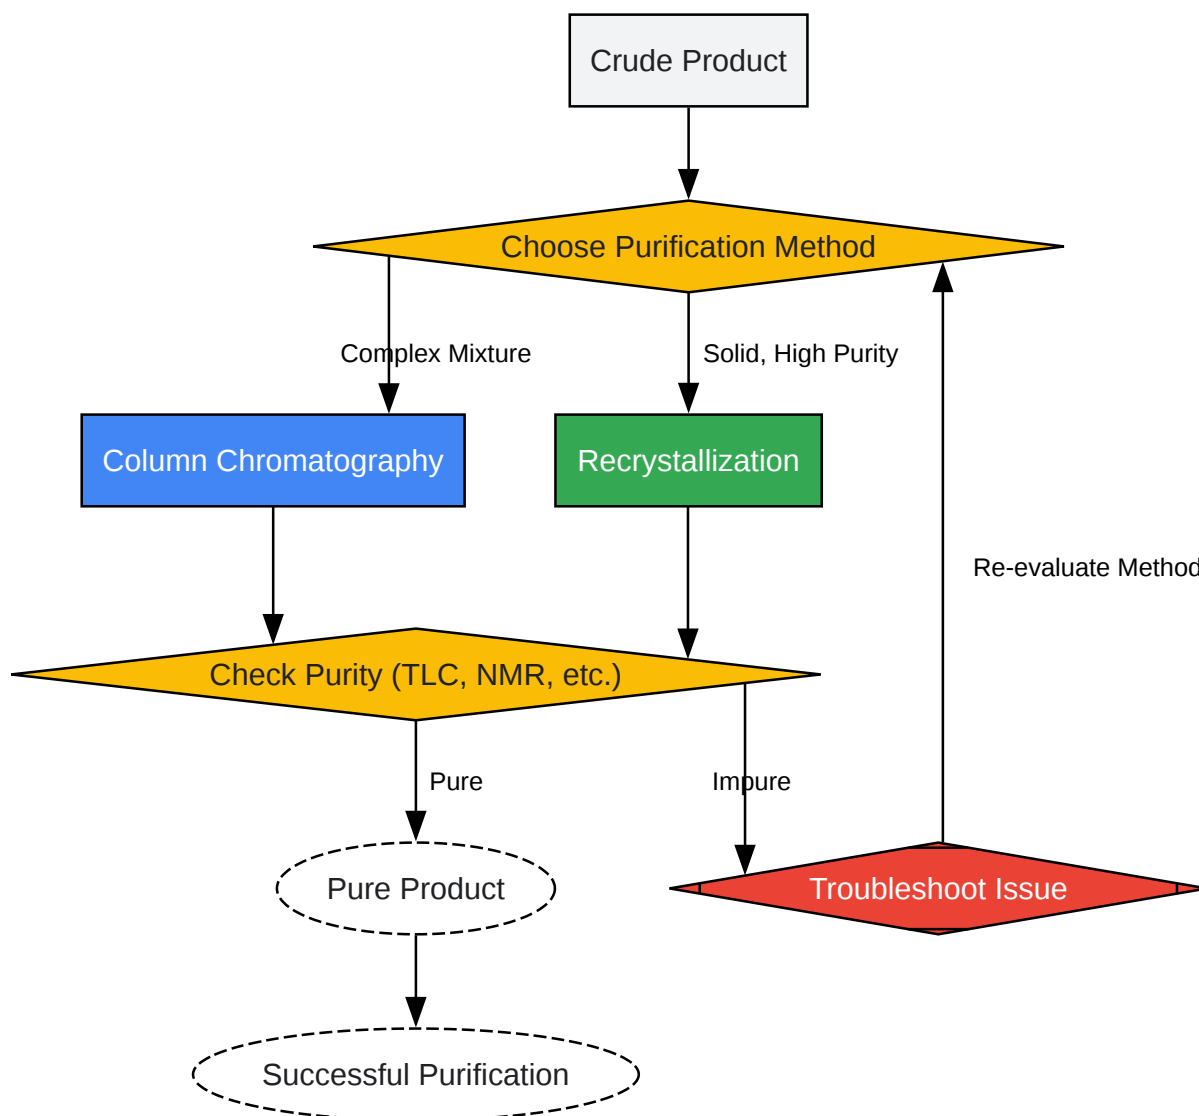 Crude Product
Choose Purification Method
Complex Mixture
Solid, High Purity
Column Chromatography
Recrystallization
Re-evaluate Method
Check Purity (TLC, NMR, etc.)
Pure
Impure
Pure Product
Troubleshoot Issue
Successful Purification